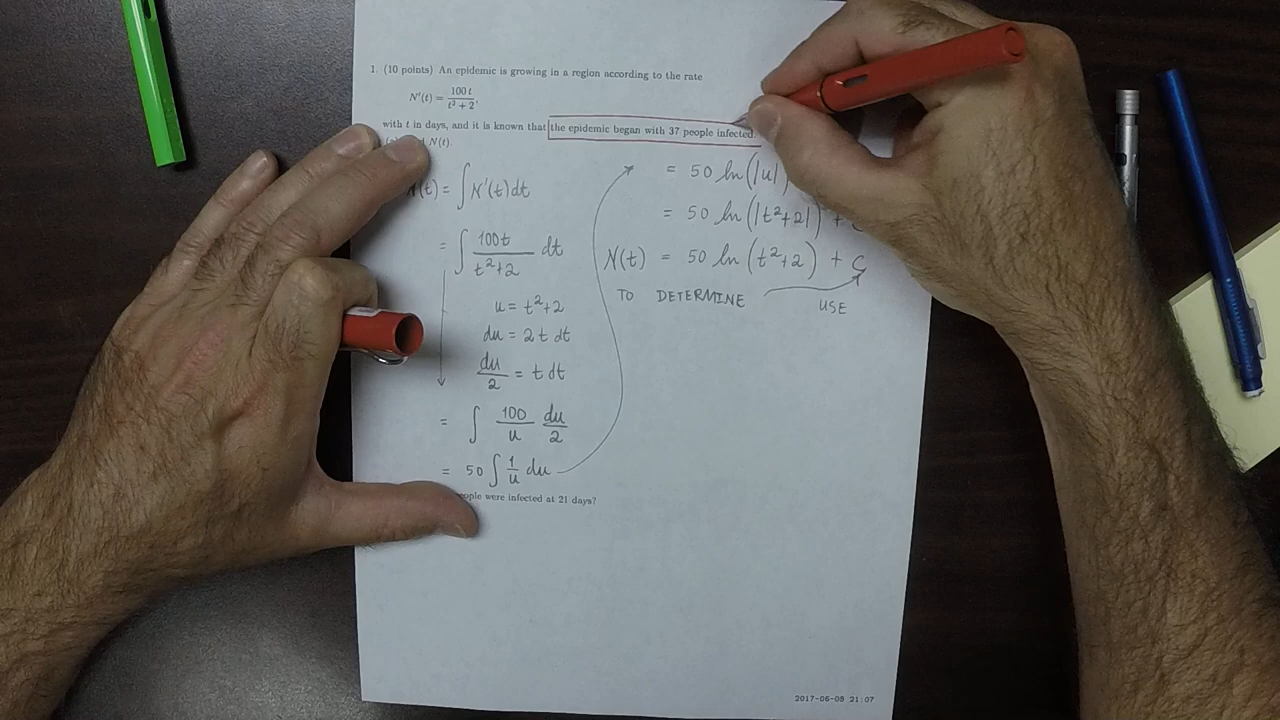 1. (10 points) An epidemic is growing in a region according to the rate
N'(t) = 100 t / t² + 2,
with t in days, and it is known that the epidemic began with 37 people infected.
N(t).
(t) = ∫ N'(t) dt
= ∫ 100t / t²+2 dt
u = t²+2
du = 2 t dt
du / 2 = t dt
= ∫ 100 / u du / 2
= 50 ∫ 1 / u du
people were infected at 21 days?
= 50 ln(|u|)
= 50 ln(|t²+2|) + C
N(t) = 50 ln(t²+2) + C
TO DETERMINE
USE
2017-06-09 21:07